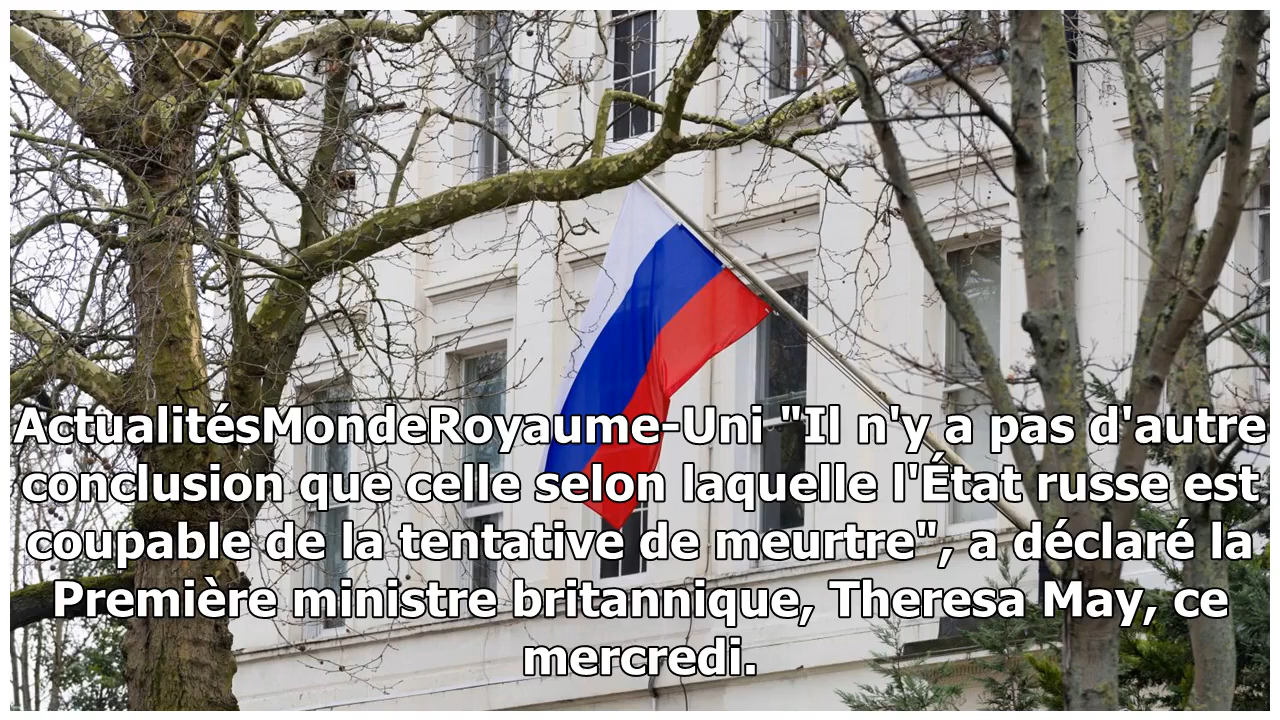 ActualitésMondeRoyaume-Uni "Il n'y a pas d'autre
conclusion que celle selon laquelle l'État russe est
coupable de la tentative de meurtre", a déclaré la
Première ministre britannique, Theresa May, ce
mercredi.